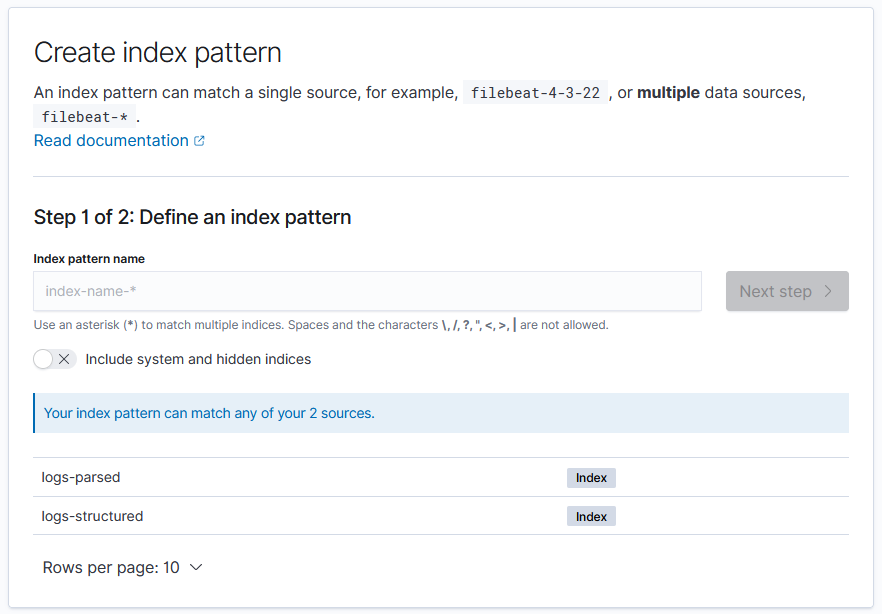 Create index pattern
An index pattern can match a single source, for example, filebeat-4-3-22 , or multiple data sources,
filebeat-* .
Read documentation
Step 1 of 2: Define an index pattern
Index pattern name
index-name-*
Next step
Use an asterisk (*) to match multiple indices. Spaces and the characters \, /, ?, ", <, >, | are not allowed.
Include system and hidden indices
Your index pattern can match any of your 2 sources.
logs-parsed Index
logs-structured Index
Rows per page: 10